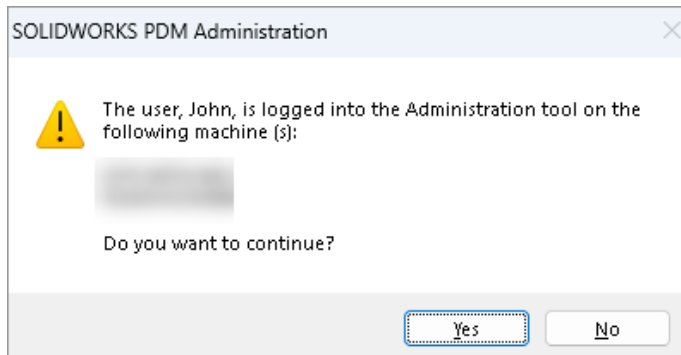 SOLIDWORKS PDM Administration
The user, John, is logged into the Administration tool on the
following machine (s):
Do you want to continue?
Yes
No